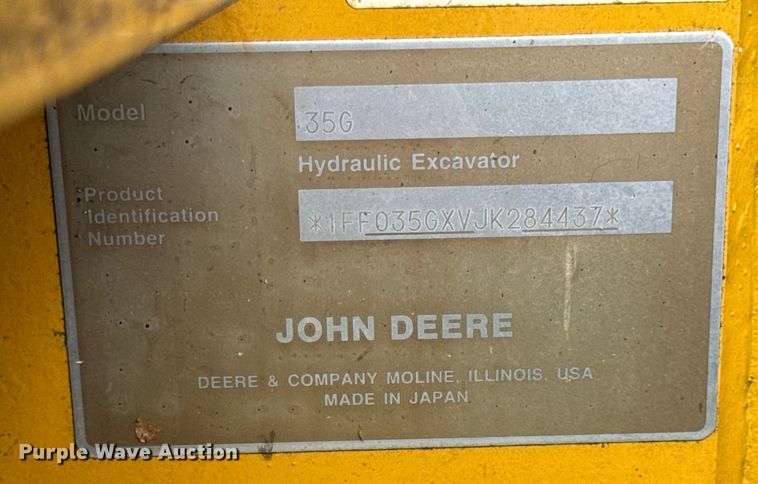 Model
35G
Hydraulic Excavator
Product
Identification
Number
*1FF035GXVJK284437*
JOHN DEERE
DEERE & COMPANY MOLINE, ILLINOIS, USA
MADE IN JAPAN
Purple Wave Auction